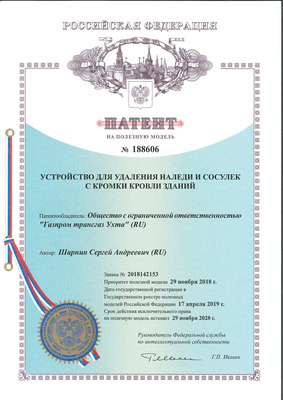 РОССИЙСКАЯ ФЕДЕРАЦИЯ
ПАТЕНТ
НА ПОЛЕЗНУЮ МОДЕЛЬ
№ 188606
УСТРОЙСТВО ДЛЯ УДАЛЕНИЯ НАЛЕДИ И СОСУЛЕК
С КРОМКИ КРОВЛИ ЗДАНИЙ
Патентообладатель: Общество с ограниченной ответственностью
"Газпром трансгаз Ухта" (RU)
Автор: Ширнин Сергей Андреевич (RU)
Заявка № 2018142153
Приоритет полезной модели 29 ноября 2018 г.
Дата государственной регистрации в
Государственном реестре полезных
моделей Российской Федерации 17 апреля 2019 г.
Срок действия исключительного права
на полезную модель истекает 29 ноября 2028 г.
Руководитель Федеральной службы
по интеллектуальной собственности
Г.П. Ивлиев